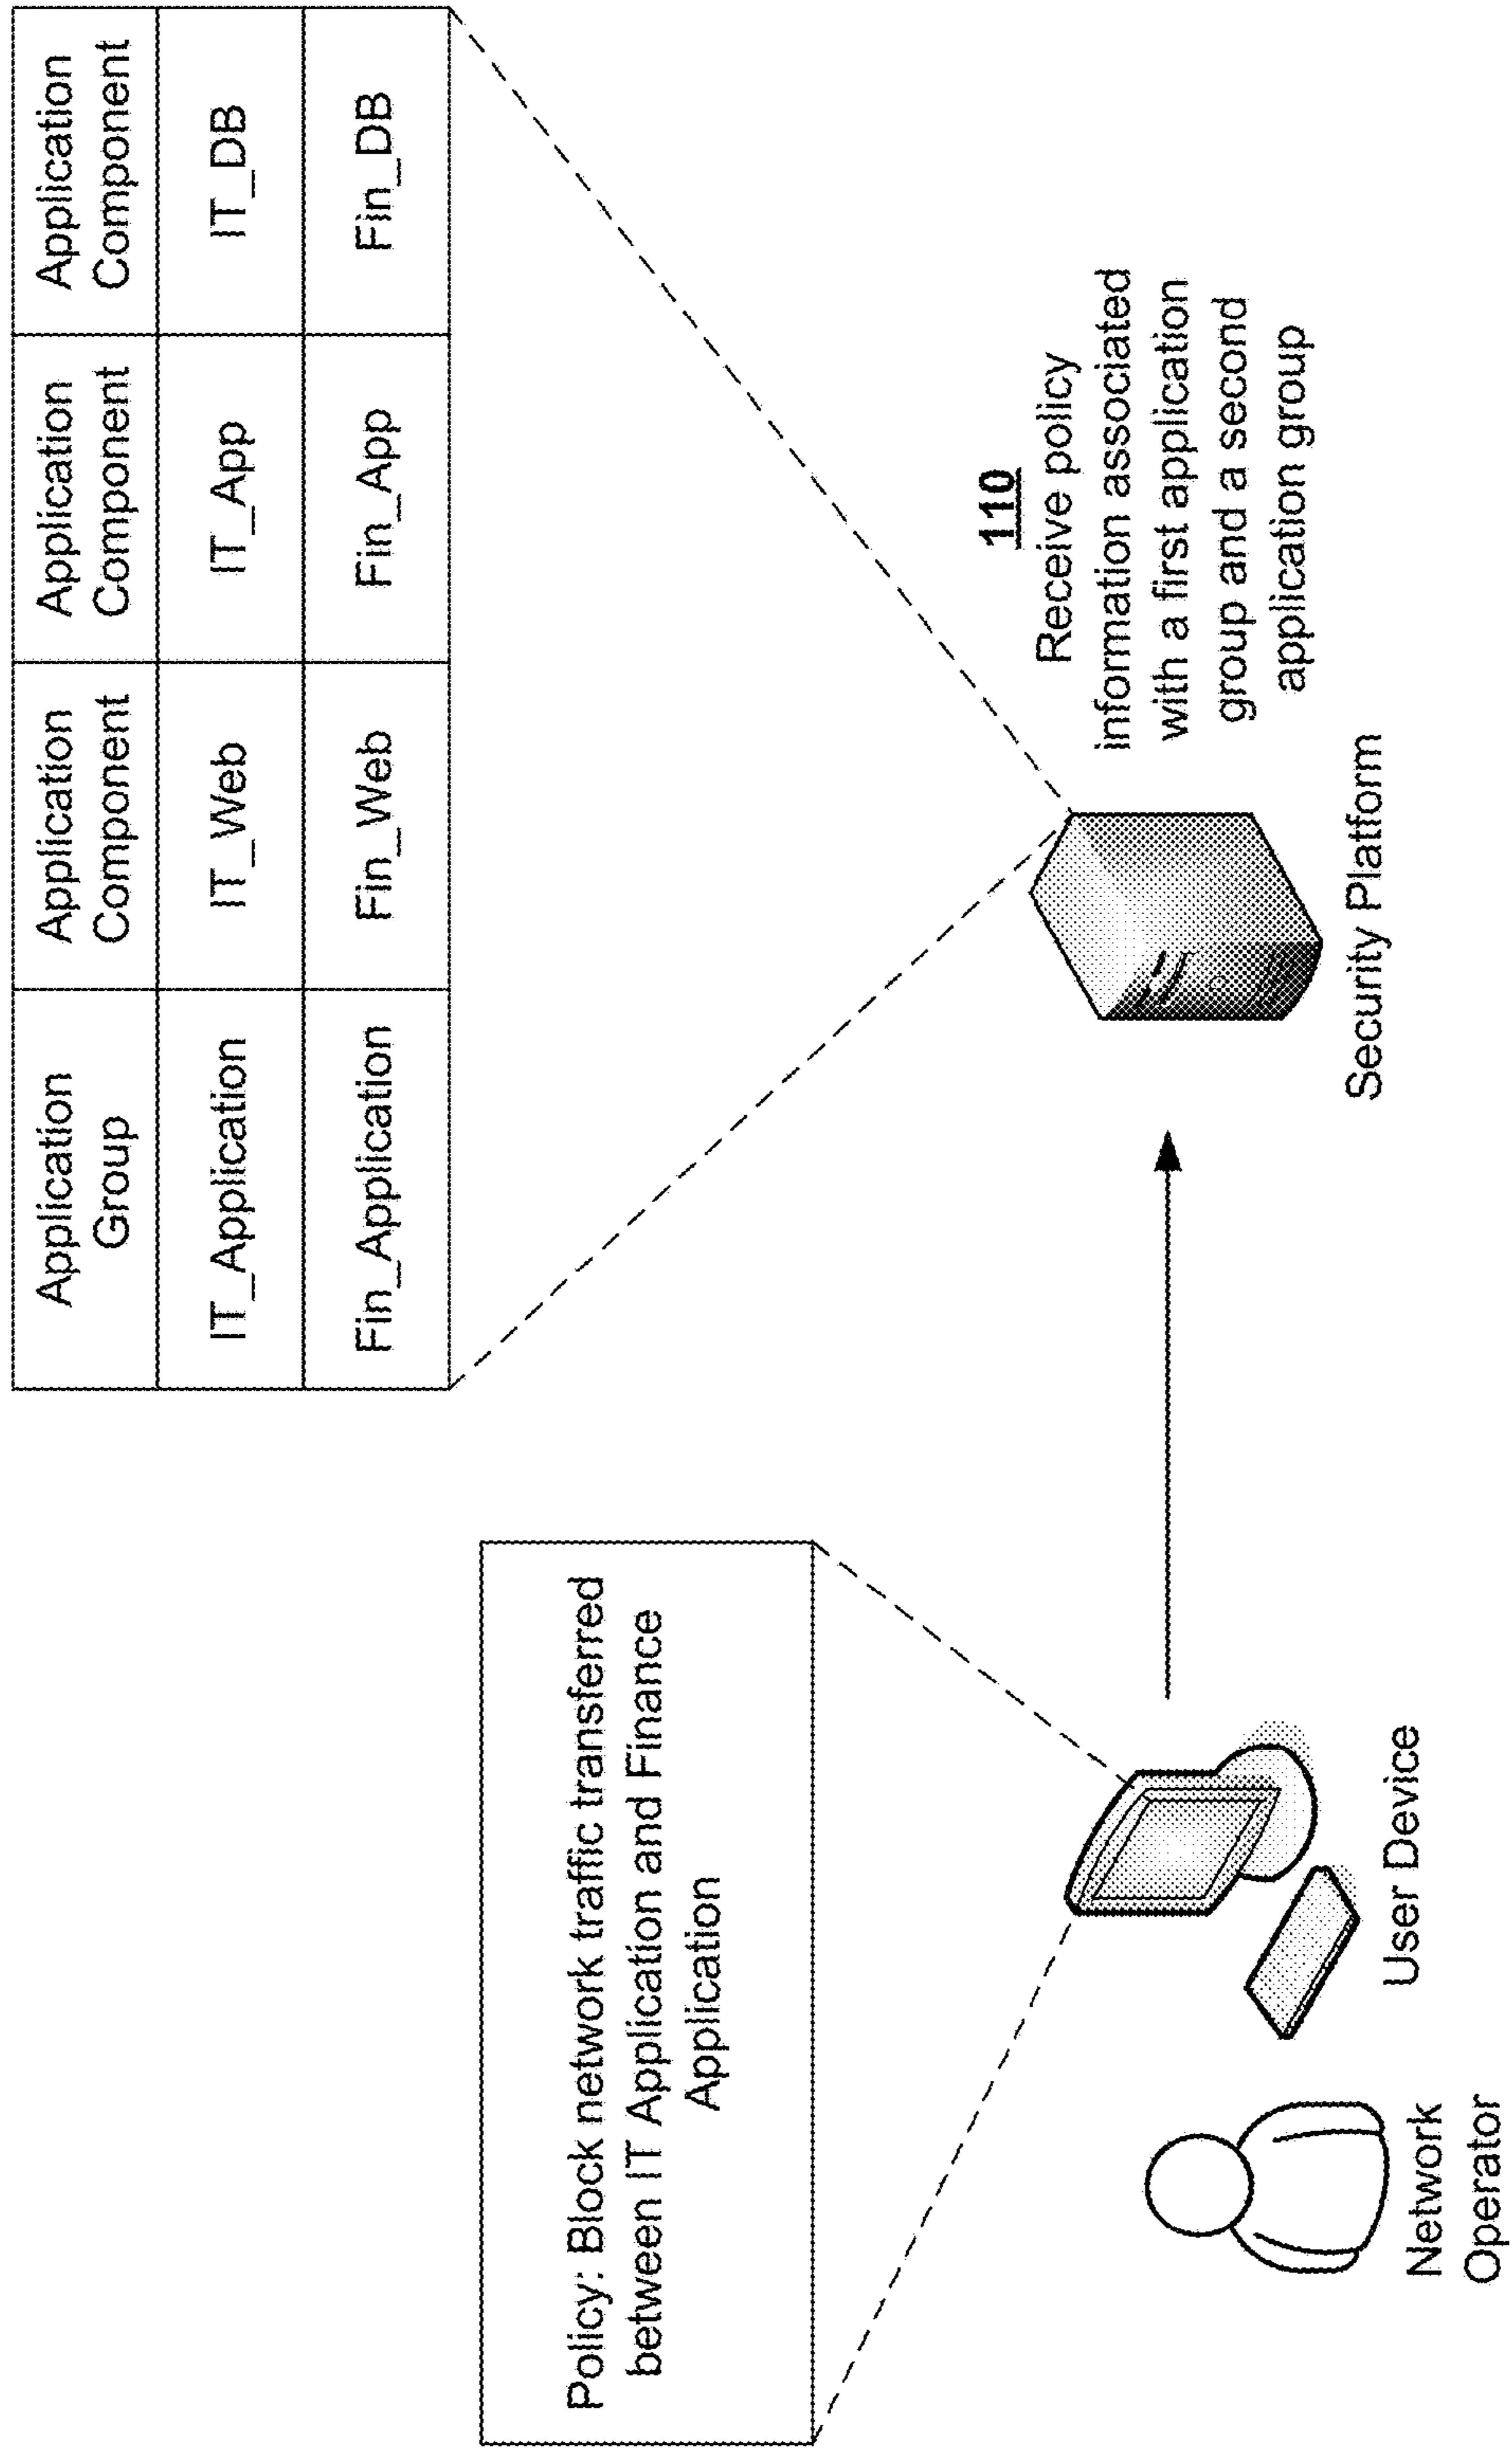 Application Group
Application Component
Application Component
Application Component
IT_Application
IT_Web
IT_App
IT_DB
Fin_Application
Fin_Web
Fin_App
Fin_DB
Policy: Block network traffic transferred
between IT Application and Finance
Application
110
Receive policy
information associated
with a first application
group and a second
application group
Network
Operator
User Device
Security Platform